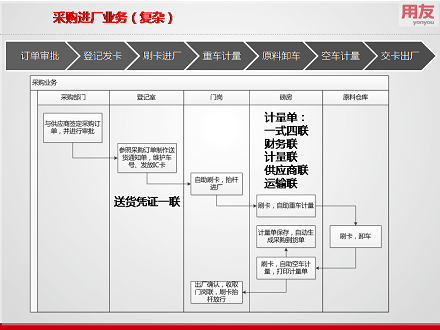 采购进厂业务（复杂）
用友
yonyou
订单审批
登记发卡
刷卡进厂
重车计量
原料卸车
空车计量
交卡出厂
采购业务
采购部门
登记室
门岗
磅房
原料仓库
与供应商签定采购订
单，并进行审批
参照采购订单制作送
货通知单，维护车
号、发放IC卡
送货凭证一联
自助刷卡，抬杆
进厂
计量单：
一式四联
财务联
计量联
供应商联
运输联
刷卡，自助重车计量
刷卡，卸车
计量单保存，自动生
成采购到货单
刷卡，自助空车计
量，打印计量单
出厂确认，收取
门岗联，刷卡抬
杆放行